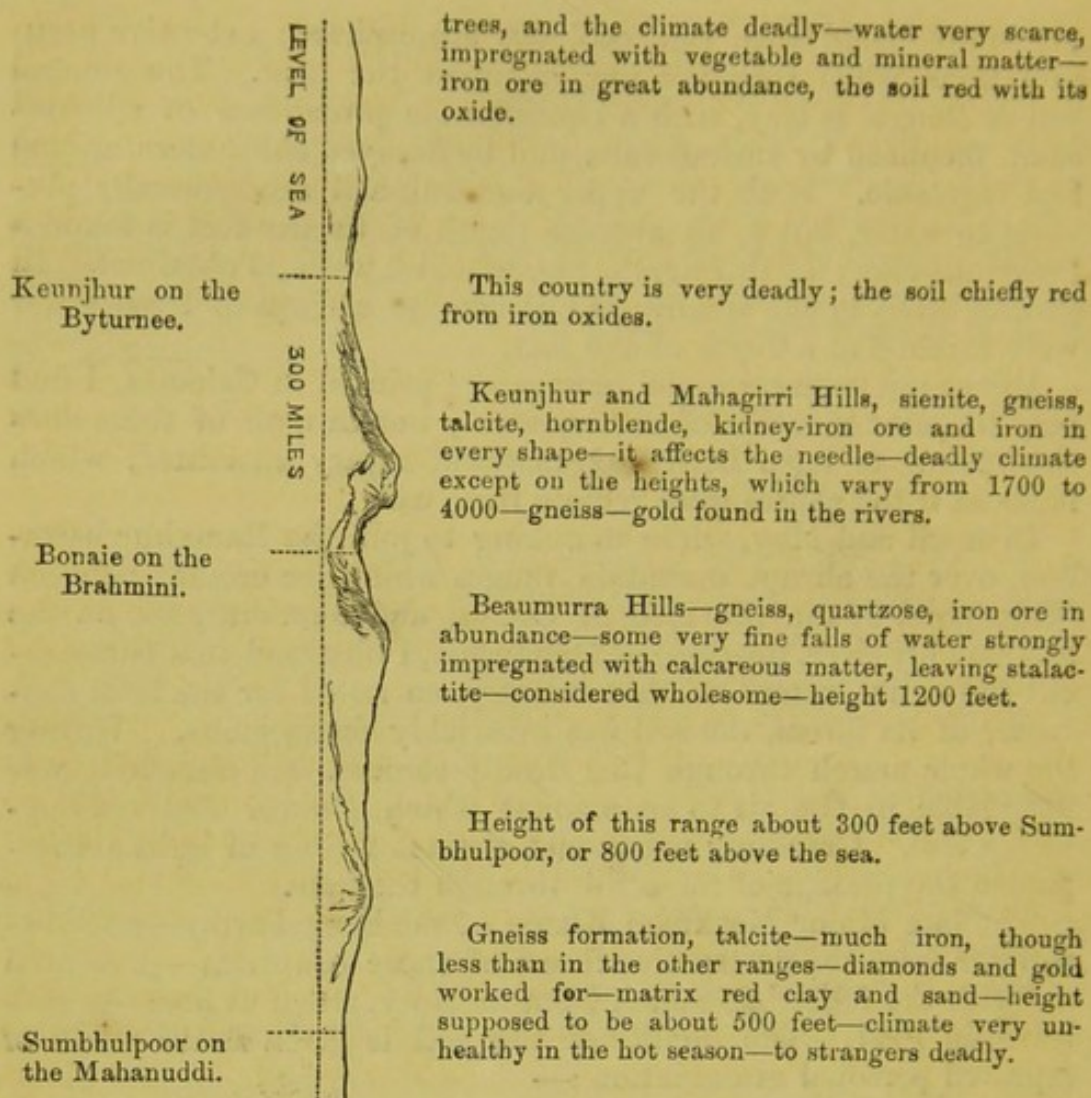 trees, and the climate deadly—water very scarce,
impregnated with vegetable and mineral matter—
iron ore in great abundance, the soil red with its
oxide.
LEVEL OF SEA
Keunjhur on the
Byturnee.
This country is very deadly; the soil chiefly red
from iron oxides.
300 MILES
Keunjhur and Mahagirri Hills, sienite, gneiss,
talcite, hornblende, kidney-iron ore and iron in
every shape—it affects the needle—deadly climate
except on the heights, which vary from 1700 to
4000—gneiss—gold found in the rivers.
Bonaie on the
Brahmini.
Beaumurra Hills—gneiss, quartzose, iron ore in
abundance—some very fine falls of water strongly
impregnated with calcareous matter, leaving stalac-
tite—considered wholesome—height 1200 feet.
Height of this range about 300 feet above Sum-
bhulpoor, or 800 feet above the sea.
Gneiss formation, talcite—much iron, though
less than in the other ranges—diamonds and gold
worked for—matrix red clay and sand—height
supposed to be about 500 feet—climate very un-
healthy in the hot season—to strangers deadly.
Sumbhulpoor on
the Mahanuddi.